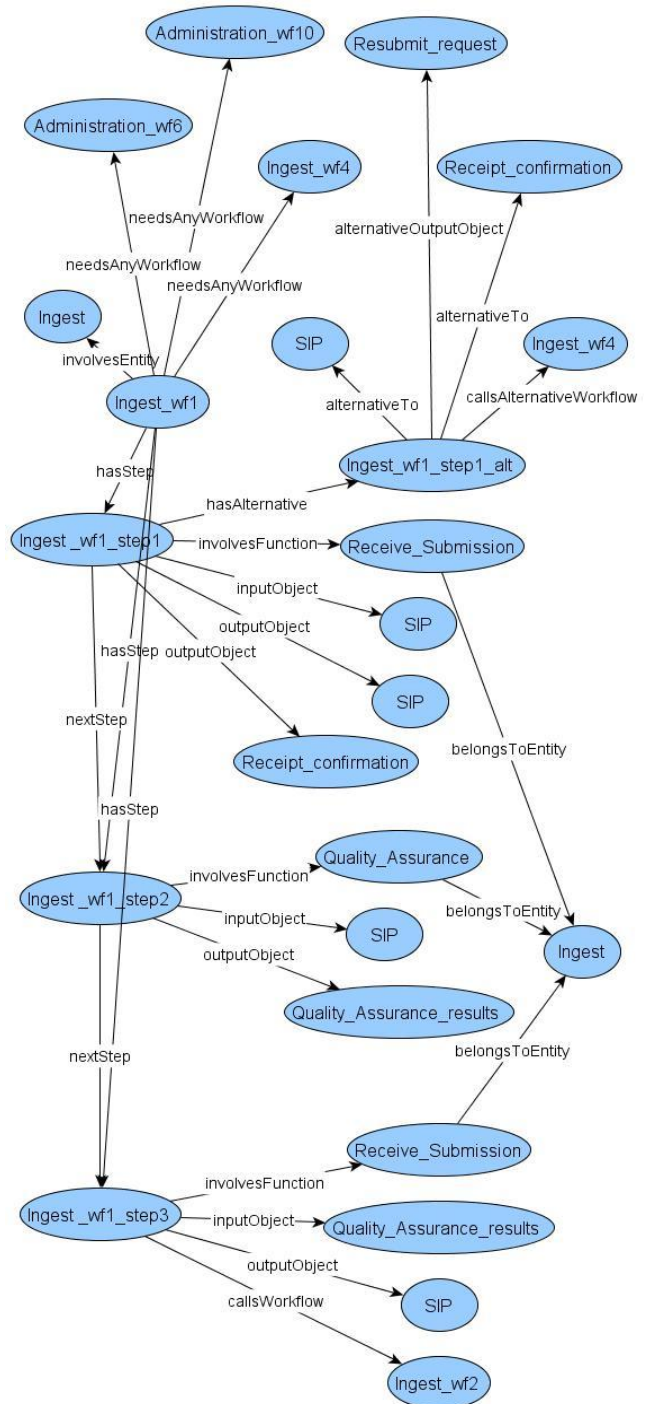 Administration_wf10
Resubmit_request
Administration_wf6
Ingest_wf4
Receipt_confirmation
needsAnyWorkflow
alternativeOutputObject
needsAnyWorkflow
needsAnyWorkflow
Ingest
alternativeTo
SIP
Ingest_wf4
involvesEntity
Ingest_wf1
alternativeTo
callsAlternativeWorkflow
hasStep
Ingest_wf1_step1_alt
hasAlternative
Ingest _wf1_step1
involvesFunction
Receive_Submission
inputObject
SIP
hasStep
outputObject
outputObject
SIP
nextStep
belongsToEntity
Receipt_confirmation
hasStep
Quality_Assurance
involvesFunction
Ingest _wf1_step2
inputObject
belongsToEntity
SIP
Ingest
outputObject
Quality_Assurance_results
nextStep
belongsToEntity
Receive_Submission
involvesFunction
Ingest _wf1_step3
inputObject
Quality_Assurance_results
outputObject
callsWorkflow
SIP
Ingest_wf2